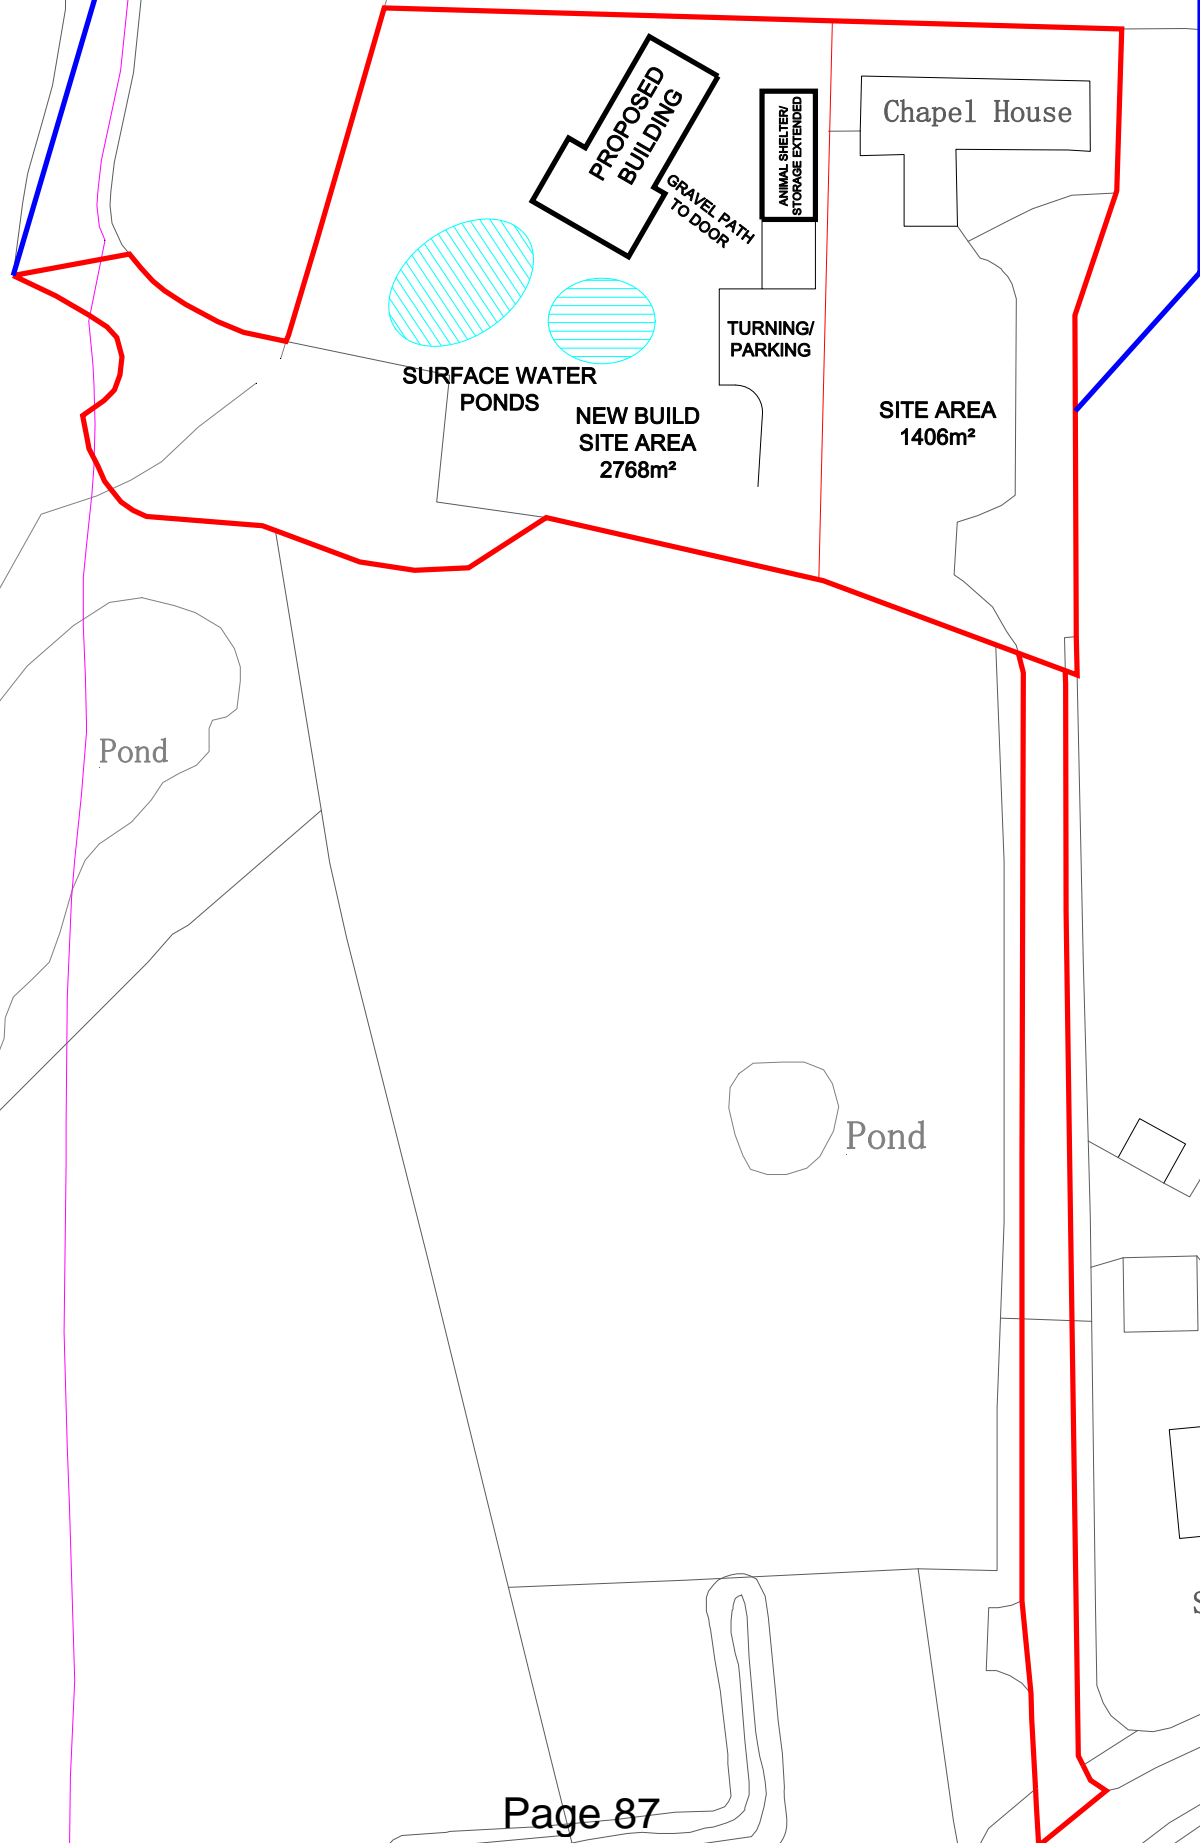 PROPOSED
BUILDING
ANIMAL SHELTER/
STORAGE EXTENDED
Chapel House
GRAVEL PATH
TO DOOR
TURNING/
PARKING
SURFACE WATER
PONDS
NEW BUILD
SITE AREA
2768m²
SITE AREA
1406m²
Pond
Pond
S
Page 87